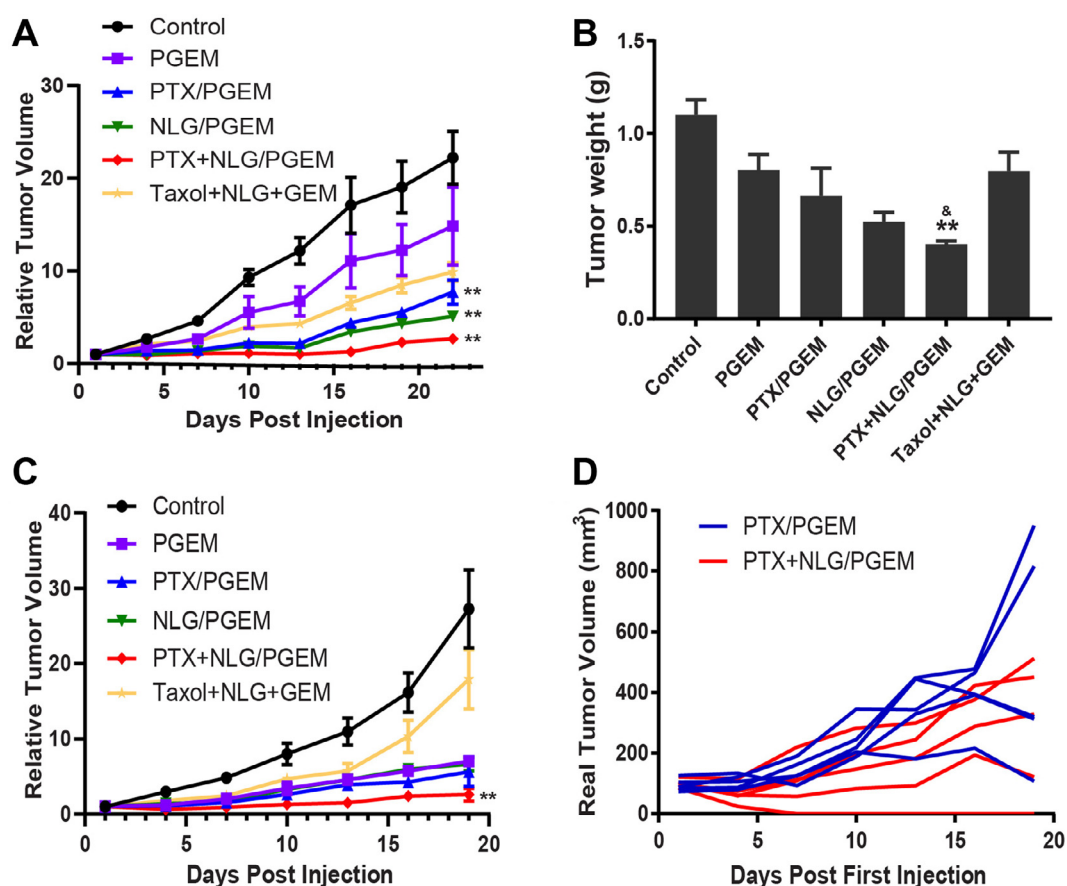 A
Control
PGEM
PTX/PGEM
NLG/PGEM
PTX+NLG/PGEM
Taxol+NLG+GEM
Relative Tumor Volume
30
20
10
0
**
**
**
0 5 10 15 20
Days Post Injection
B
Tumor weight (g)
1.5
1.0
0.5
0.0
&
**
Control
PGEM
PTX/PGEM
NLG/PGEM
PTX+NLG/PGEM
Taxol+NLG+GEM
C
Control
PGEM
PTX/PGEM
NLG/PGEM
PTX+NLG/PGEM
Taxol+NLG+GEM
Relative Tumor Volume
40
30
20
10
0
**
0 5 10 15 20
Days Post Injection
D
PTX/PGEM
PTX+NLG/PGEM
Real Tumor Volume (mm³)
1000
800
600
400
200
0
0 5 10 15 20
Days Post First Injection